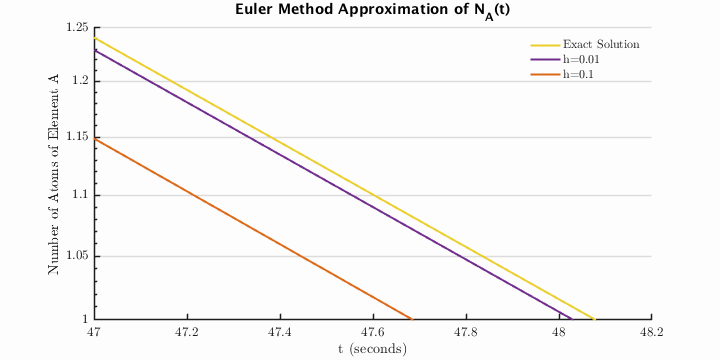 Euler Method Approximation of N_A(t)
Exact Solution
h=0.01
h=0.1
Number of Atoms of Element A
1.25
1.2
1.15
1.1
1.05
1
47
47.2
47.4
47.6
47.8
48
48.2
t (seconds)